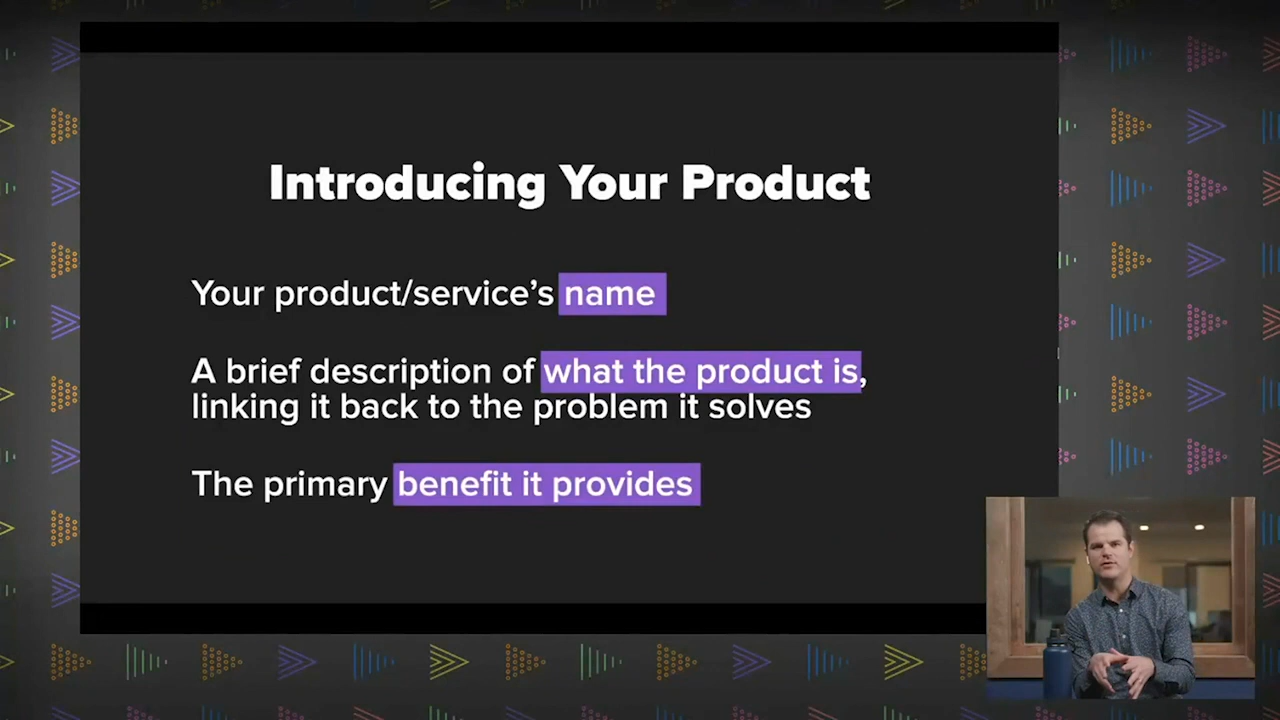 Introducing Your Product
Your product/service’s name
A brief description of what the product is,
linking it back to the problem it solves
The primary benefit it provides